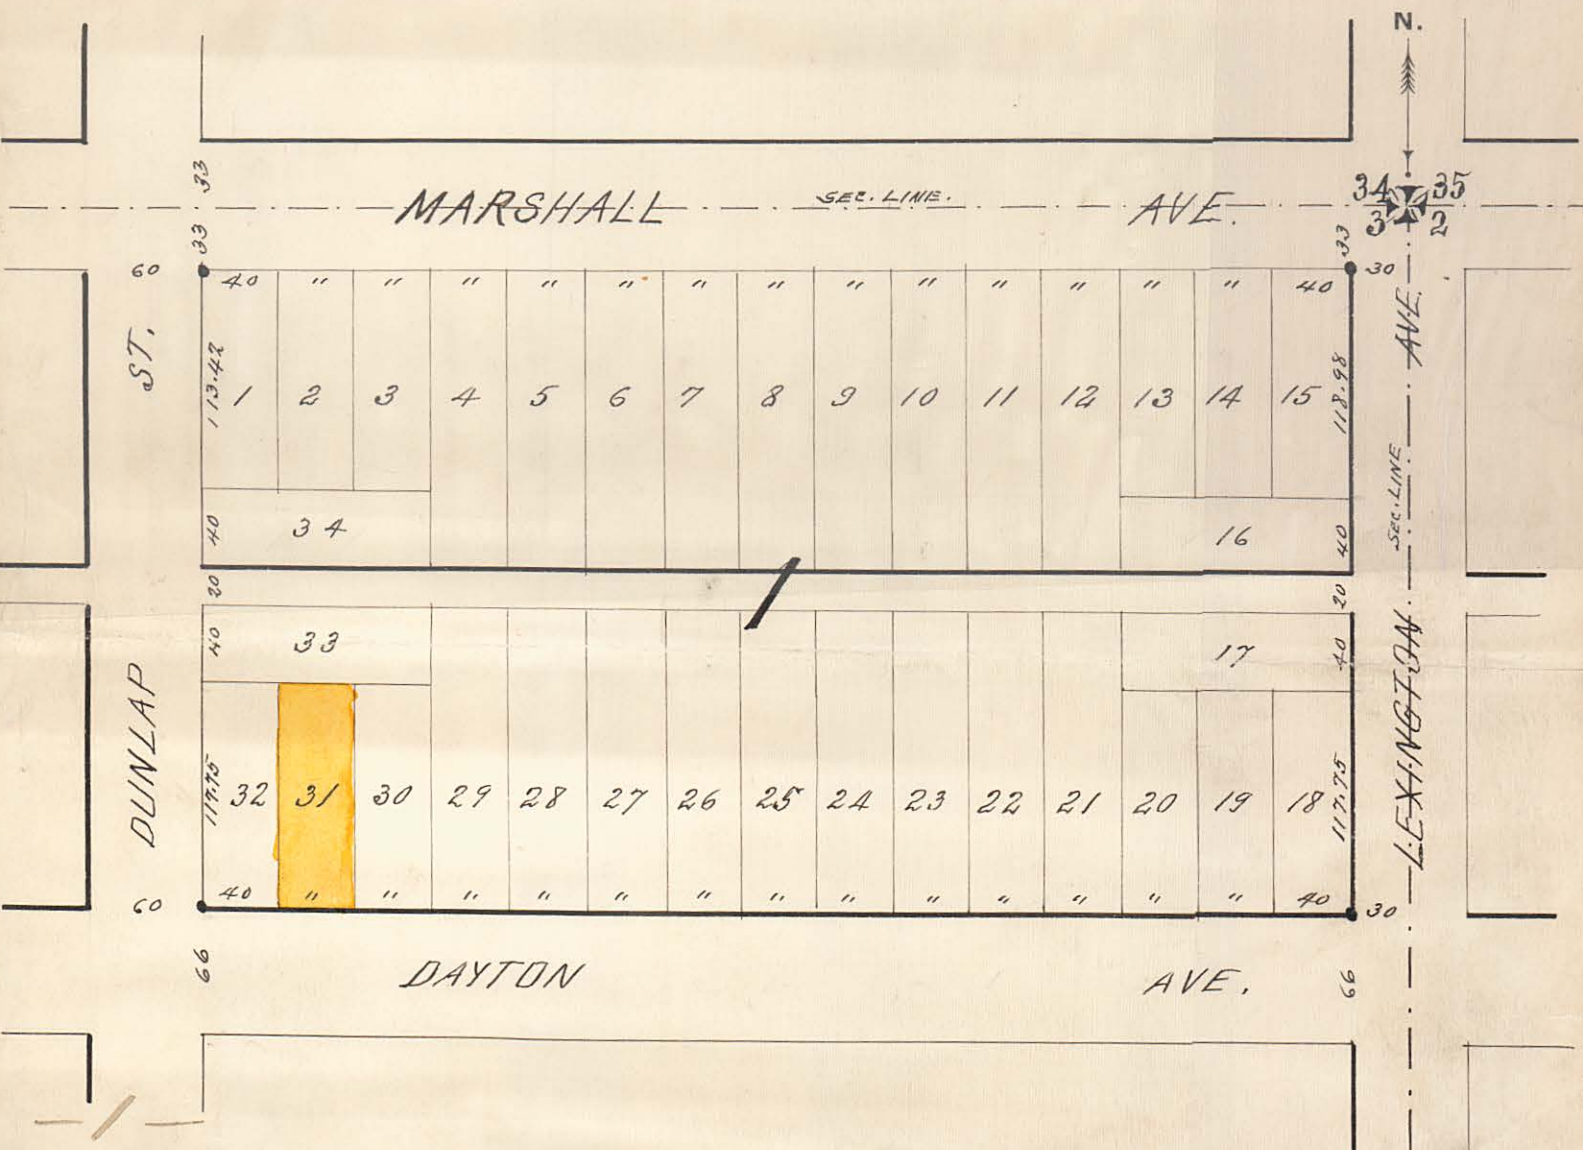 N.
33
34 35
MARSHALL SEC. LINE. AVE.
3 2
33 33
60 30
40 " " " " " " " " " " " " " 40
ST. AVE.
113.42 1 2 3 4 5 6 7 8 9 10 11 12 13 14 15 118.98
SEC. LINE
40 34 16 40
20 1 20
40 33 17 40
DUNLAP LEXINGTON
117.75 32 31 30 29 28 27 26 25 24 23 22 21 20 19 18 117.75
40 " " " " " " " " " " " " " 40
60 30
66 DAYTON AVE. 66
— 1 —